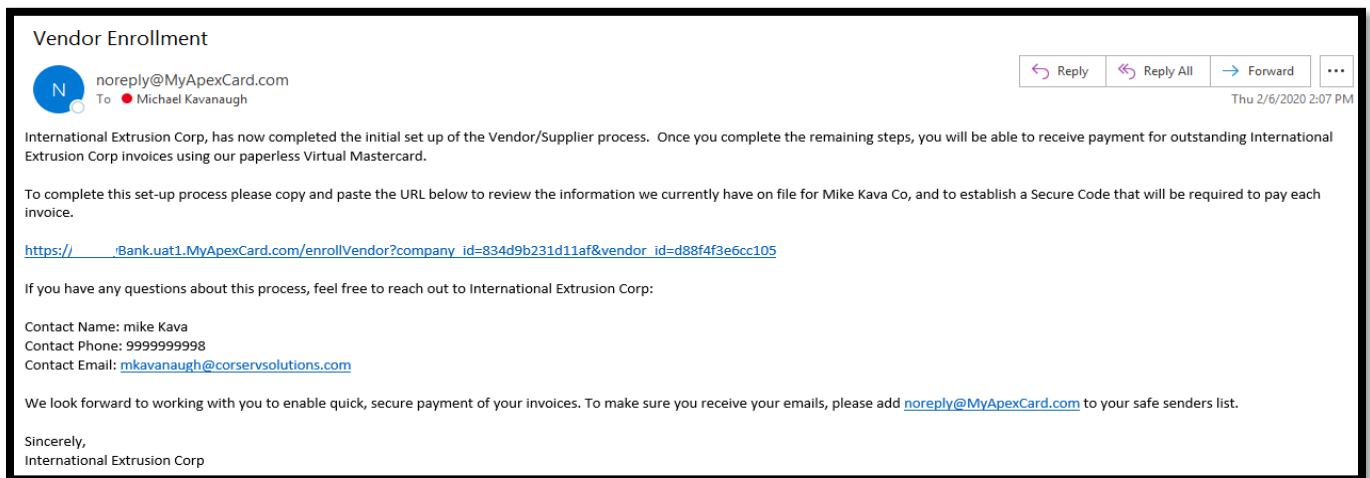 Vendor Enrollment
N
noreply@MyApexCard.com
To Michael Kavanaugh
Reply
Reply All
Forward
Thu 2/6/2020 2:07 PM
International Extrusion Corp, has now completed the initial set up of the Vendor/Supplier process. Once you complete the remaining steps, you will be able to receive payment for outstanding International
Extrusion Corp invoices using our paperless Virtual Mastercard.
To complete this set-up process please copy and paste the URL below to review the information we currently have on file for Mike Kava Co, and to establish a Secure Code that will be required to pay each
invoice.
https:// Bank.uat1.MyApexCard.com/enrollVendor?company_id=834d9b231d11af&vendor_id=d88f4f3e6cc105
If you have any questions about this process, feel free to reach out to International Extrusion Corp:
Contact Name: mike Kava
Contact Phone: 9999999998
Contact Email: mkavanaugh@corservsolutions.com
We look forward to working with you to enable quick, secure payment of your invoices. To make sure you receive your emails, please add noreply@MyApexCard.com to your safe senders list.
Sincerely,
International Extrusion Corp